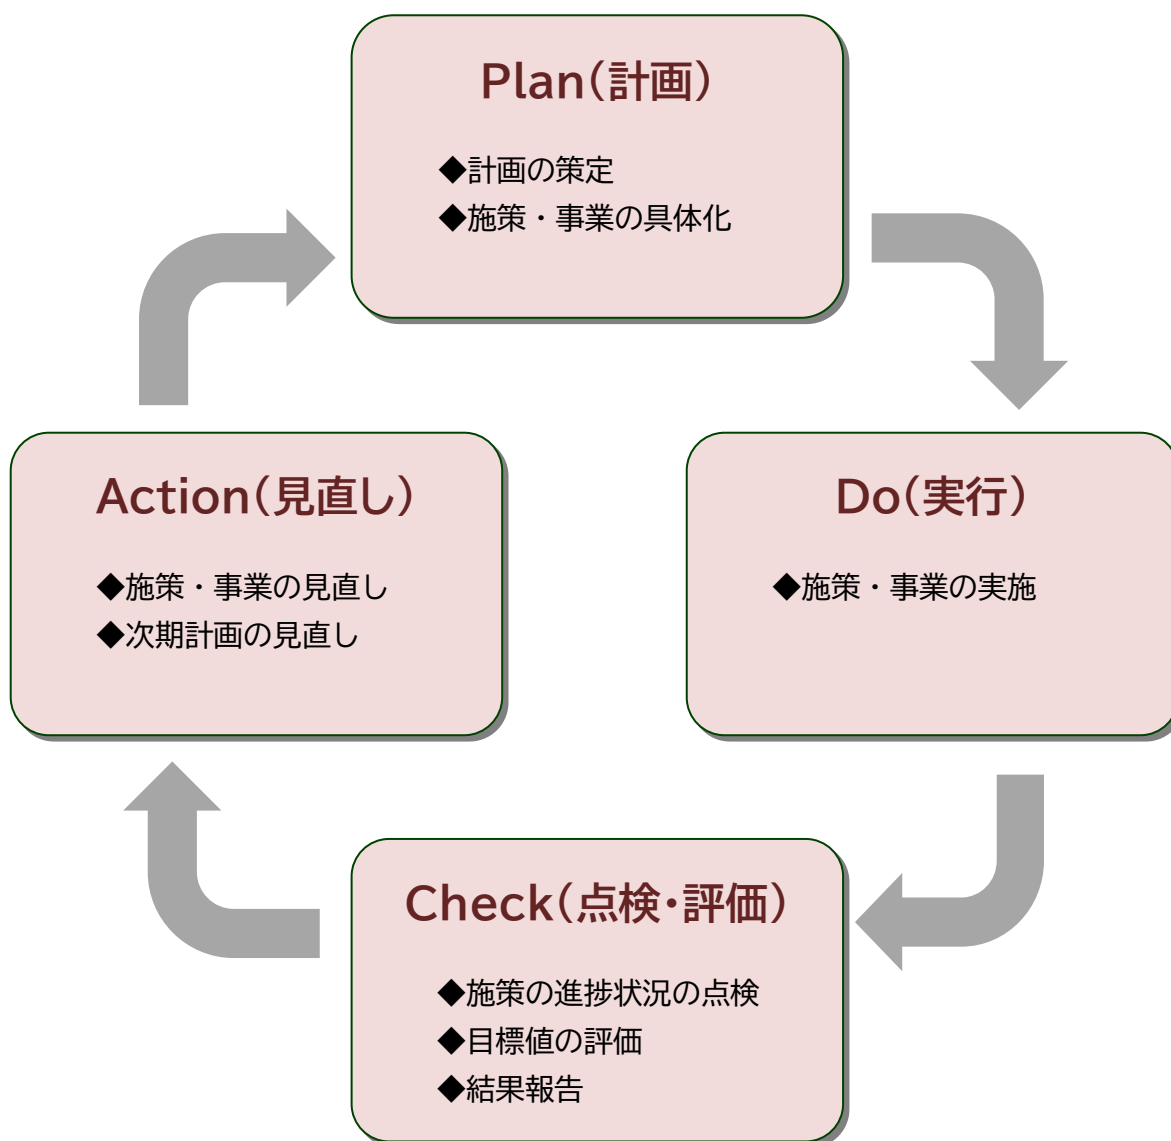 Plan(計画)
◆計画の策定
◆施策・事業の具体化
Action(見直し)
◆施策・事業の見直し
◆次期計画の見直し
Do(実行)
◆施策・事業の実施
Check(点検・評価)
◆施策の進捗状況の点検
◆目標値の評価
◆結果報告